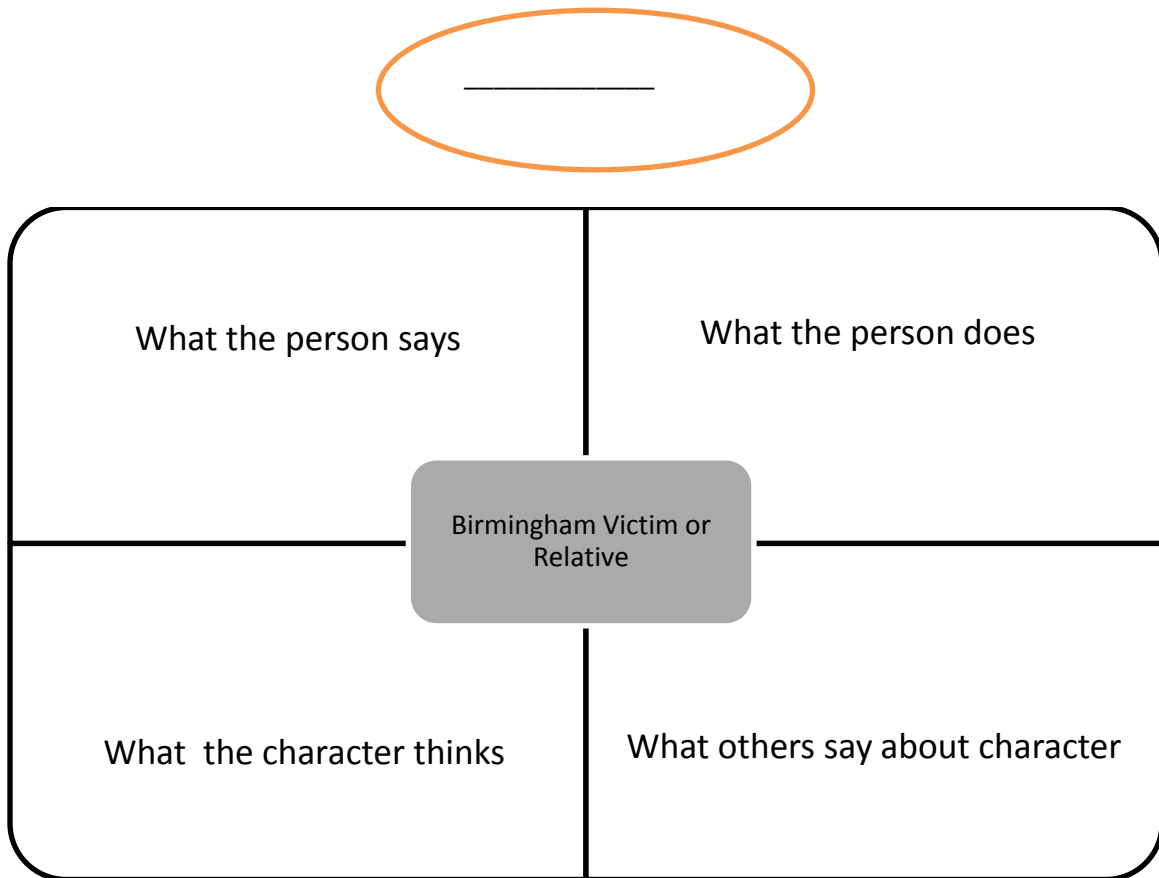 _____________
What the person says
What the person does
Birmingham Victim or
Relative
What  the character thinks
What others say about character